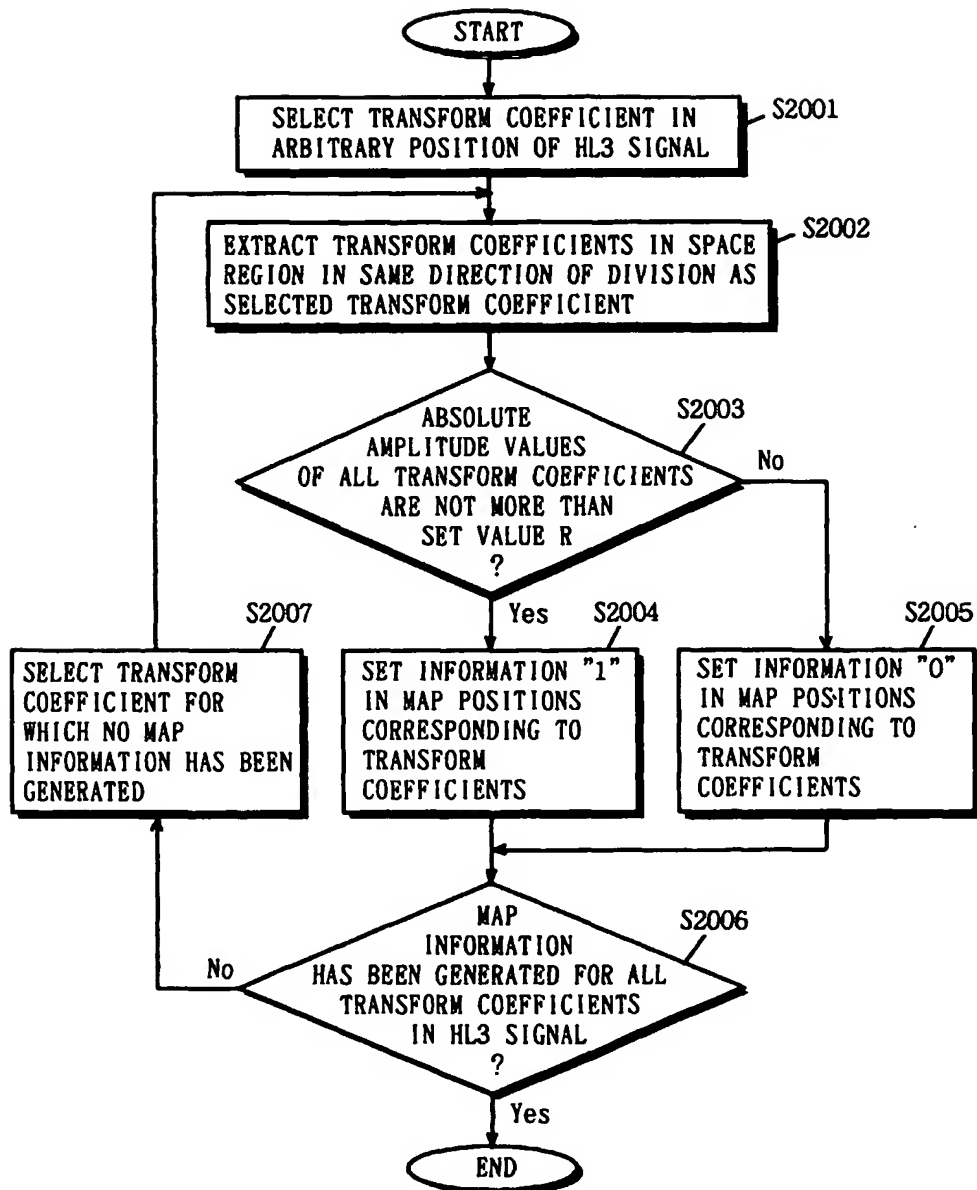 START
S2001
SELECT TRANSFORM COEFFICIENT IN
ARBITRARY POSITION OF HL3 SIGNAL
S2002
EXTRACT TRANSFORM COEFFICIENTS IN SPACE
REGION IN SAME DIRECTION OF DIVISION AS
SELECTED TRANSFORM COEFFICIENT
S2003
ABSOLUTE
AMPLITUDE VALUES
OF ALL TRANSFORM COEFFICIENTS
ARE NOT MORE THAN
SET VALUE R
?
No
Yes
S2007
SELECT TRANSFORM
COEFFICIENT FOR
WHICH NO MAP
INFORMATION HAS BEEN
GENERATED
S2004
SET INFORMATION "1"
IN MAP POSITIONS
CORRESPONDING TO
TRANSFORM
COEFFICIENTS
S2005
SET INFORMATION "0"
IN MAP POSITIONS
CORRESPONDING TO
TRANSFORM
COEFFICIENTS
S2006
MAP
INFORMATION
HAS BEEN GENERATED FOR ALL
TRANSFORM COEFFICIENTS
IN HL3 SIGNAL
?
No
Yes
END